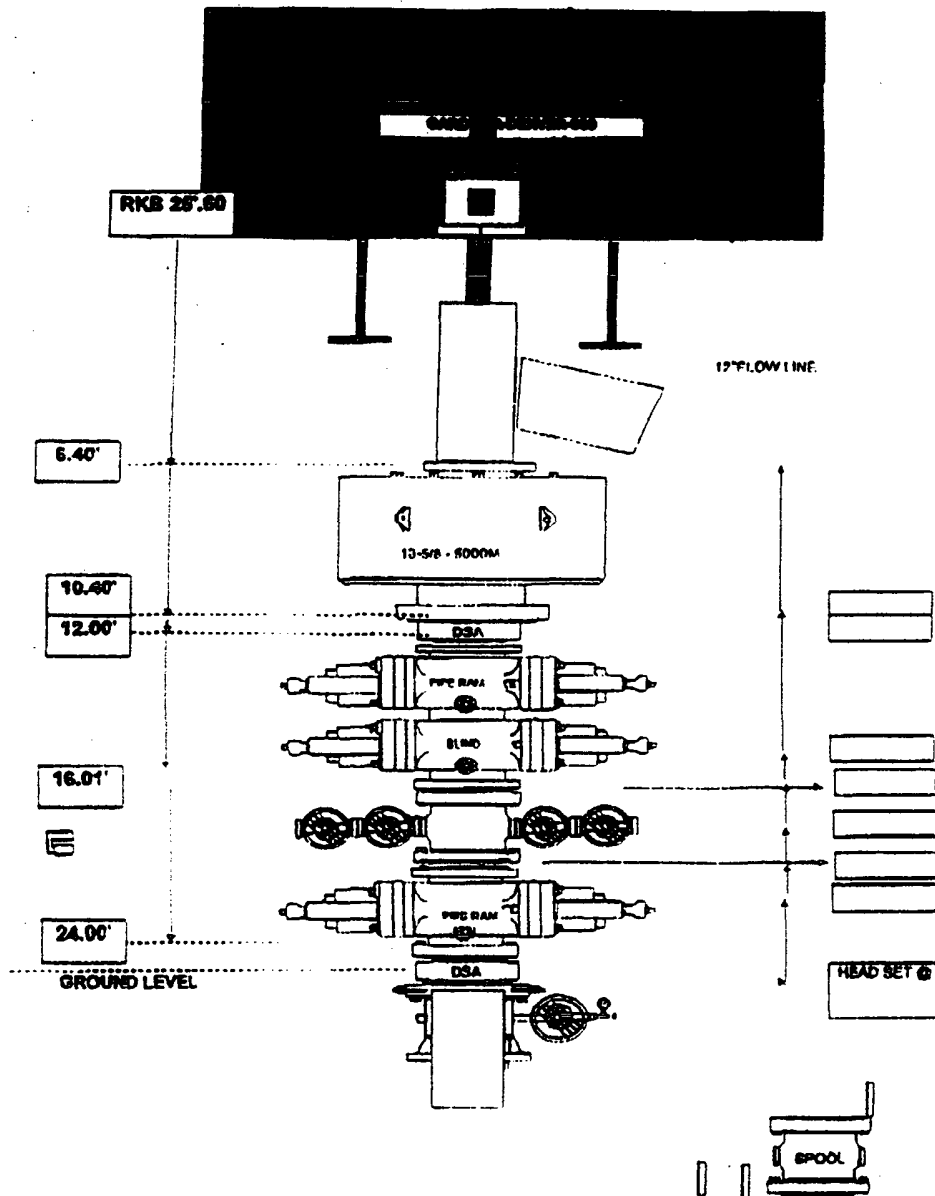 RKB 25'.60
12" FLOW LINE
6.40'
13-5/8 - 5000M
10.40'
12.00'
DSA
PIPE RAM
BLIND
16.01'
PIPE RAM
24.00'
DSA
GROUND LEVEL
HEAD SET @
SPOOL